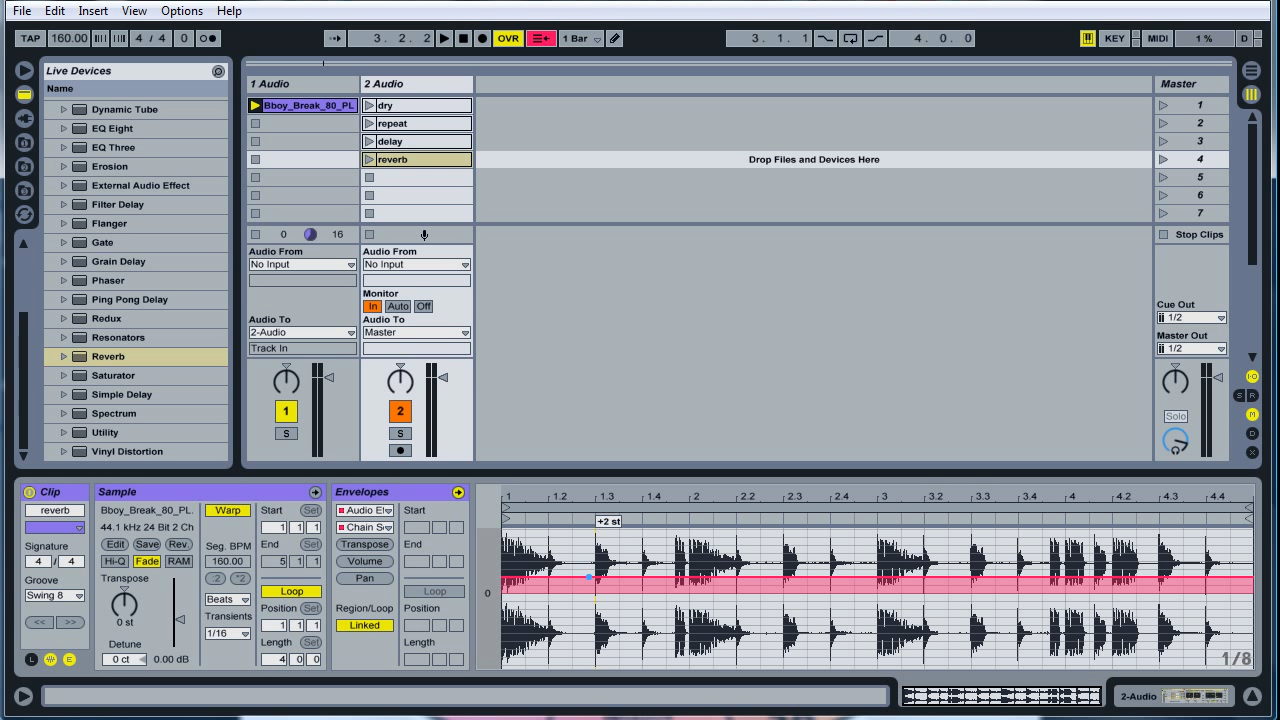 File Edit Insert View Options Help
TAP 160.00 4 / 4 0 3. 2. 2 OVR 1 Bar 3. 1. 1 4. 0. 0 KEY MIDI 1 % D
Live Devices
Name
Dynamic Tube
EQ Eight
EQ Three
Erosion
External Audio Effect
Filter Delay
Flanger
Gate
Grain Delay
Phaser
Ping Pong Delay
Redux
Resonators
Reverb
Saturator
Simple Delay
Spectrum
Utility
Vinyl Distortion
1 Audio
Bboy_Break_80_PL
0 16
Audio From
No Input
Audio To
2-Audio
Track In
1
S
2 Audio
dry
repeat
delay
reverb
Audio From
No Input
Monitor
In Auto Off
Audio To
Master
2
S
Drop Files and Devices Here
Master
1
2
3
4
5
6
7
Stop Clips
Cue Out
1/2
Master Out
1/2
Solo
I·O
S R
M
D
X
Clip
reverb
Signature
4 / 4
Groove
Swing 8
<< >>
L E
Sample
Bboy_Break_80_PL.
44.1 kHz 24 Bit 2 Ch
Edit Save Rev.
Hi-Q Fade RAM
Transpose
0 st
Detune
0 ct 0.00 dB
Warp
Seg. BPM
160.00
:2 *2
Beats
Transients
1/16
Start Set
1 1 1
End Set
5 1 1
Loop
Position Set
1 1 1
Length Set
4 0 0
Envelopes
Audio Ef
Chain S
Transpose
Volume
Pan
Region/Loop
Linked
Start
End
Loop
Position
Length
1 1.2 1.3 1.4 2 2.2 2.3 2.4 3 3.2 3.3 3.4 4 4.2 4.3 4.4
+2 st
0
1/8
2-Audio